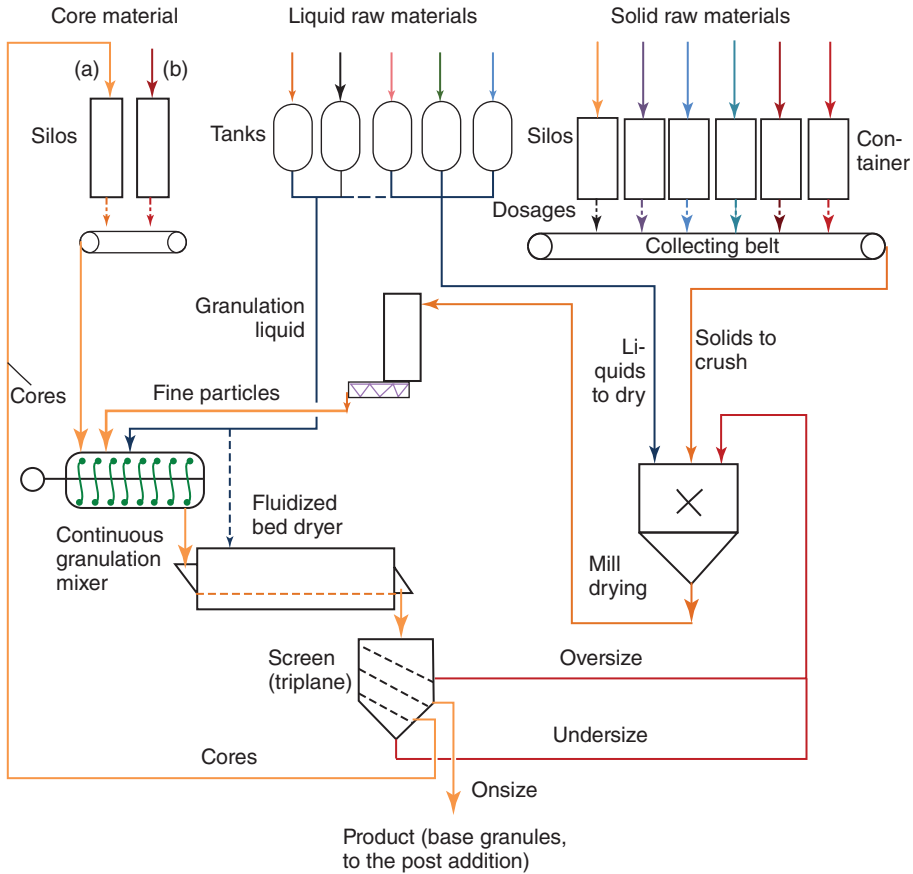 Core material
Liquid raw materials
Solid raw materials
(a)
(b)
Silos
Tanks
Silos
Con-
tainer
Dosages
Collecting belt
Granulation
liquid
Li-
quids
to dry
Solids to
crush
Cores
Fine particles
Continuous
granulation
mixer
Fluidized
bed dryer
Mill
drying
Screen
(triplane)
Oversize
Undersize
Cores
Onsize
Product (base granules,
to the post addition)